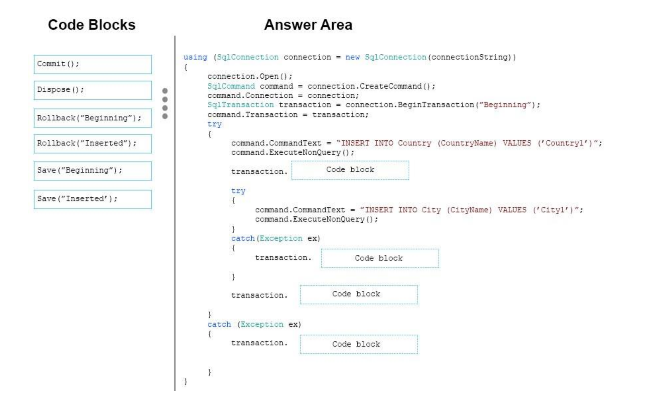 Code Blocks
Answer Area
Commit();
Dispose();
Rollback("Beginning");
Rollback("Inserted");
Save("Beginning");
Save("Inserted');
using (SqlConnection connection = new SqlConnection(connectionString))
{
connection.Open();
SqlCommand command = connection.CreateCommand();
command.Connection = connection;
SqlTransaction transaction = connection.BeginTransaction("Beginning");
command.Transaction = transaction;
try
{
command.CommandText = "INSERT INTO Country (CountryName) VALUES ('Country1')";
command.ExecuteNonQuery();
transaction. Code block
try
{
command.CommandText = "INSERT INTO City (CityName) VALUES ('City1')";
command.ExecuteNonQuery();
}
catch(Exception ex)
{
transaction. Code block
}
transaction. Code block
}
catch (Exception ex)
{
transaction. Code block
}
}